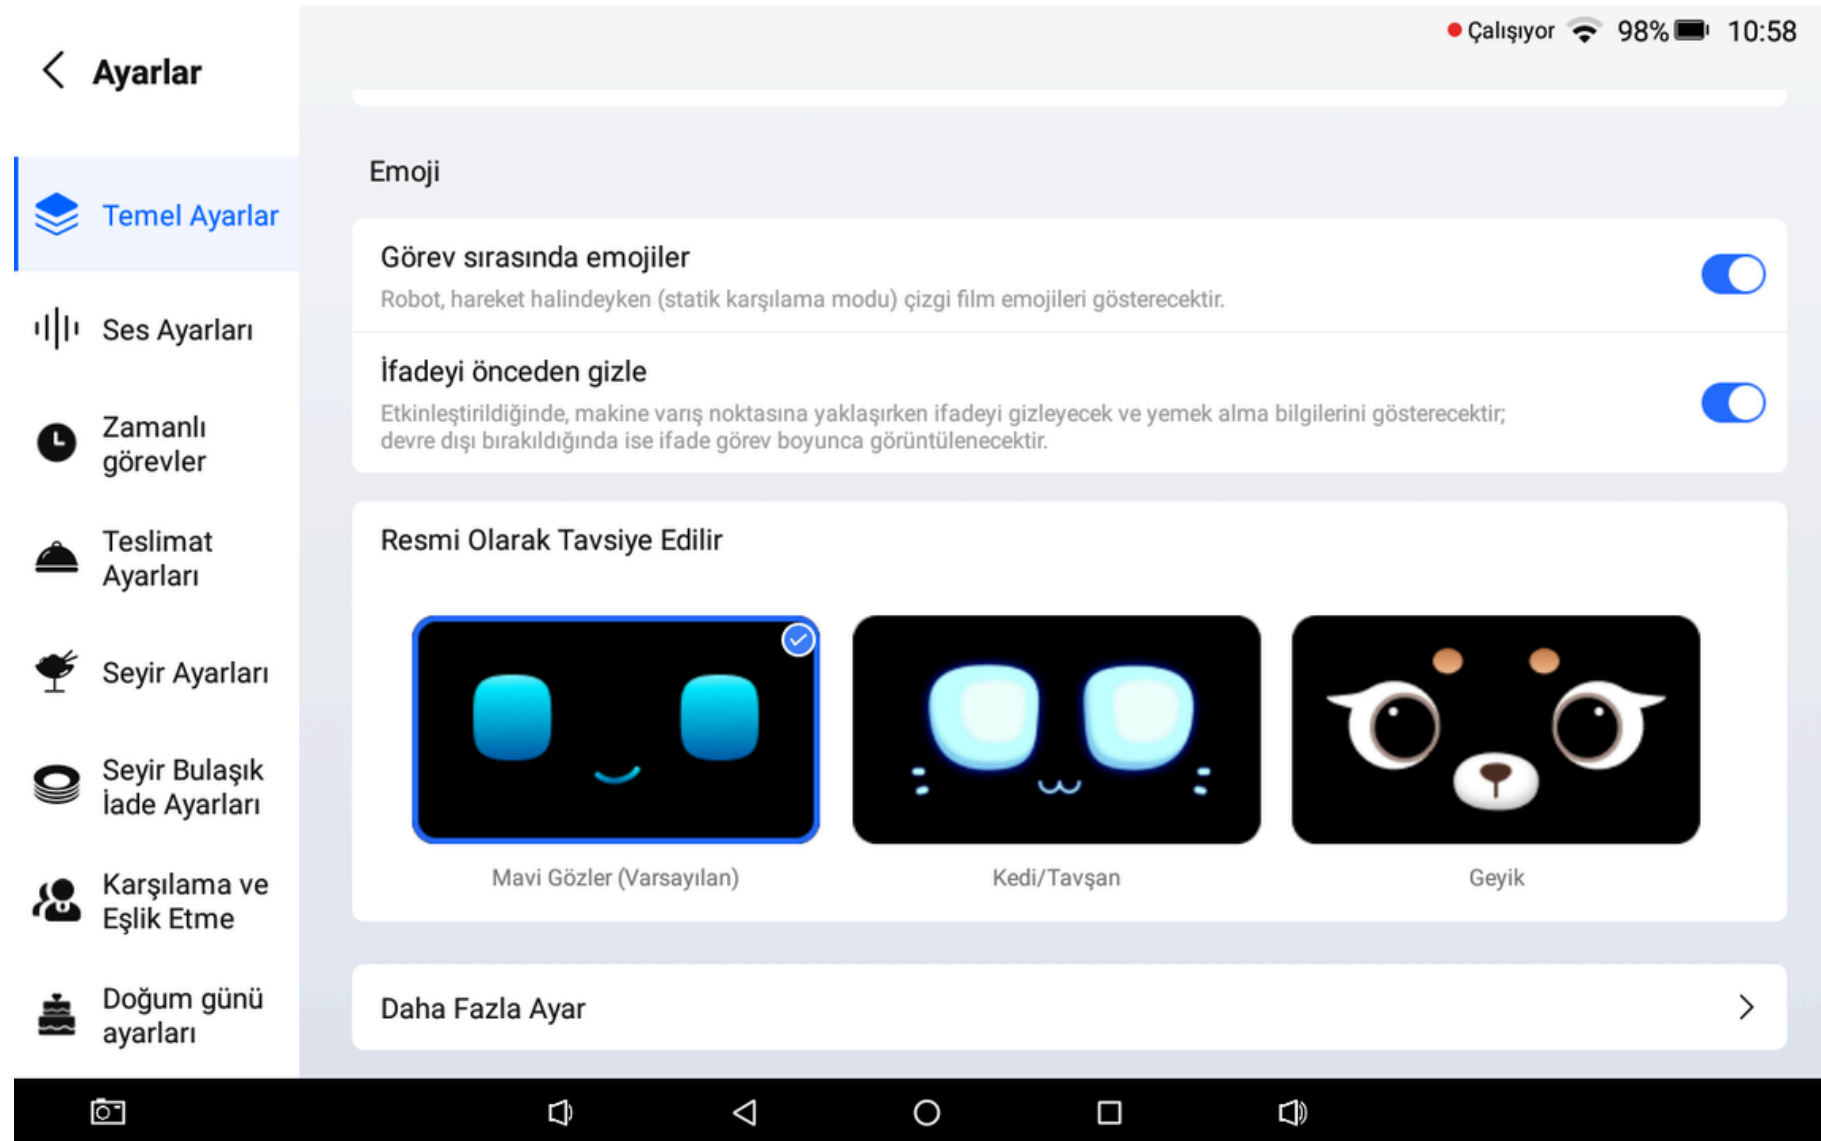 Çalışıyor 98% 10:58
Ayarlar
Temel Ayarlar
Ses Ayarları
Zamanlı
görevler
Teslimat
Ayarları
Seyir Ayarları
Seyir Bulaşık
İade Ayarları
Karşılama ve
Eşlik Etme
Doğum günü
ayarları
Emoji
Görev sırasında emojiler
Robot, hareket halindeyken (statik karşılama modu) çizgi film emojileri gösterecektir.
İfadeyi önceden gizle
Etkinleştirildiğinde, makine varış noktasına yaklaşırken ifadeyi gizleyecek ve yemek alma bilgilerini gösterecektir;
devre dışı bırakıldığında ise ifade görev boyunca görüntülenecektir.
Resmi Olarak Tavsiye Edilir
Mavi Gözler (Varsayılan)
Kedi/Tavşan
Geyik
Daha Fazla Ayar